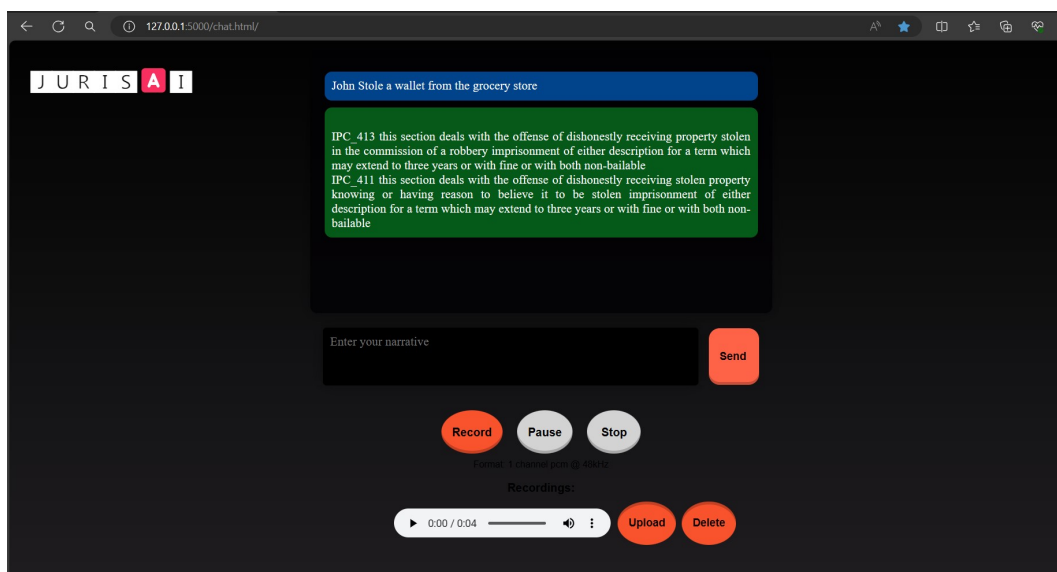 127.0.0.1:5000/chat.html/
JURISAI
John Stole a wallet from the grocery store
IPC_413 this section deals with the offense of dishonestly receiving property stolen
in the commission of a robbery imprisonment of either description for a term which
may extend to three years or with fine or with both non-bailable
IPC_411 this section deals with the offense of dishonestly receiving stolen property
knowing or having reason to believe it to be stolen imprisonment of either
description for a term which may extend to three years or with fine or with both non-
bailable
Enter your narrative
Send
Record Pause Stop
Format: 1 channel pcm @ 48kHz
Recordings:
0:00 / 0:04 Upload Delete